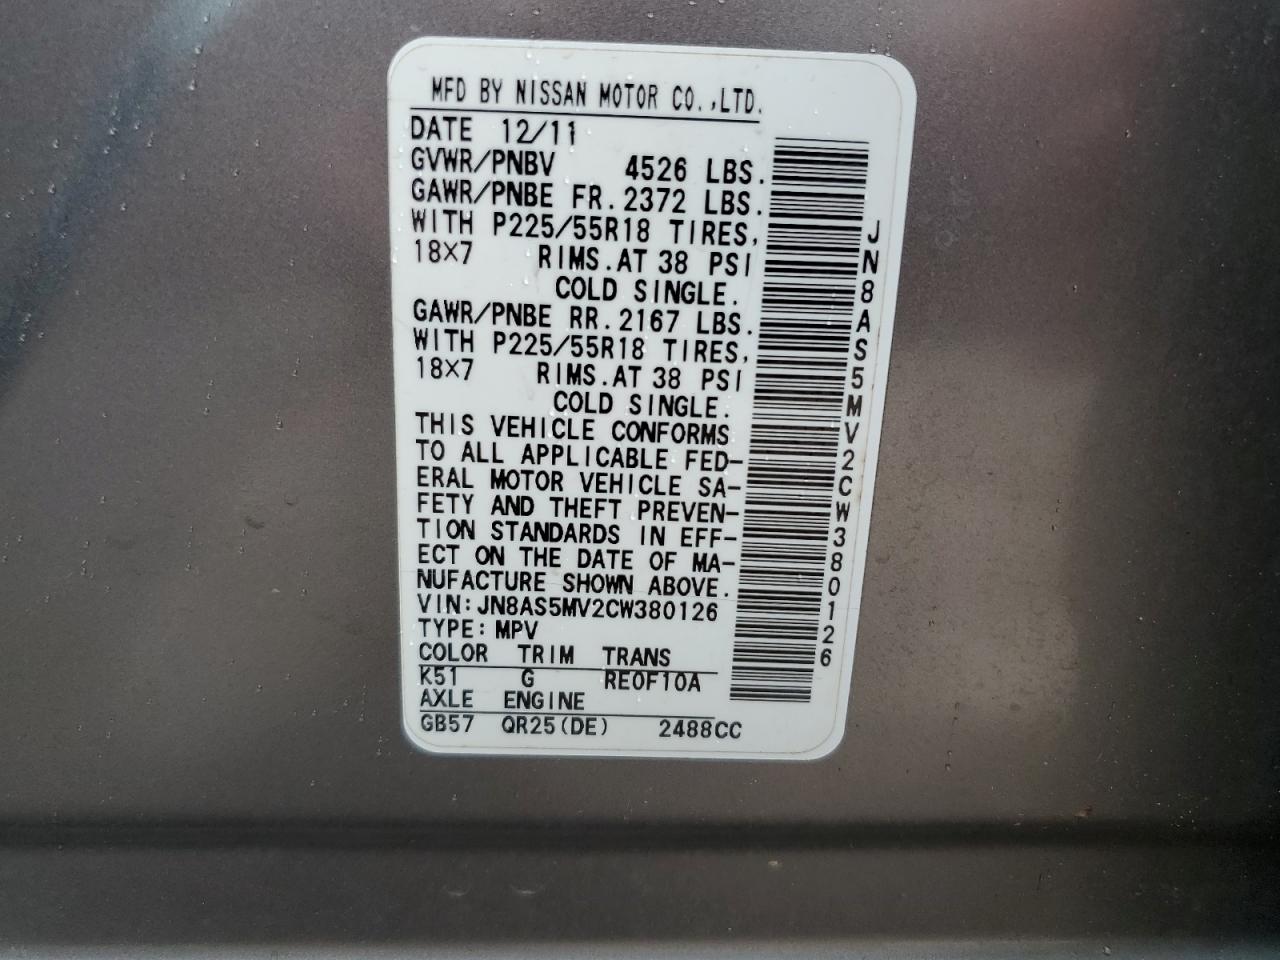 MFD BY NISSAN MOTOR CO.,LTD.
DATE 12/11
GVWR/PNBV 4526 LBS.
GAWR/PNBE FR.2372 LBS.
WITH P225/55R18 TIRES,
18×7 RIMS.AT 38 PSI
COLD SINGLE.
GAWR/PNBE RR.2167 LBS.
WITH P225/55R18 TIRES,
18×7 RIMS.AT 38 PSI
COLD SINGLE.
THIS VEHICLE CONFORMS
TO ALL APPLICABLE FED-
ERAL MOTOR VEHICLE SA-
FETY AND THEFT PREVEN-
TION STANDARDS IN EFF-
ECT ON THE DATE OF MA-
NUFACTURE SHOWN ABOVE.
VIN:JN8AS5MV2CW380126
TYPE:MPV
COLOR TRIM TRANS
K51 G RE0F10A
AXLE ENGINE
GB57 QR25(DE) 2488CC
JN8AS5MV2CW380126